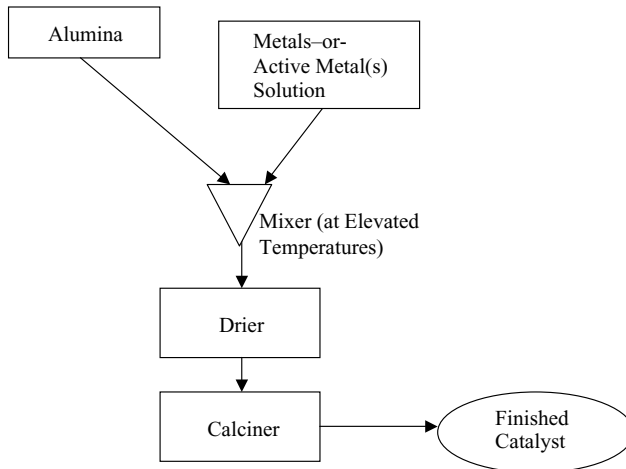 Alumina
Metals–or-
Active Metal(s)
Solution
Mixer (at Elevated
Temperatures)
Drier
Calciner
Finished
Catalyst